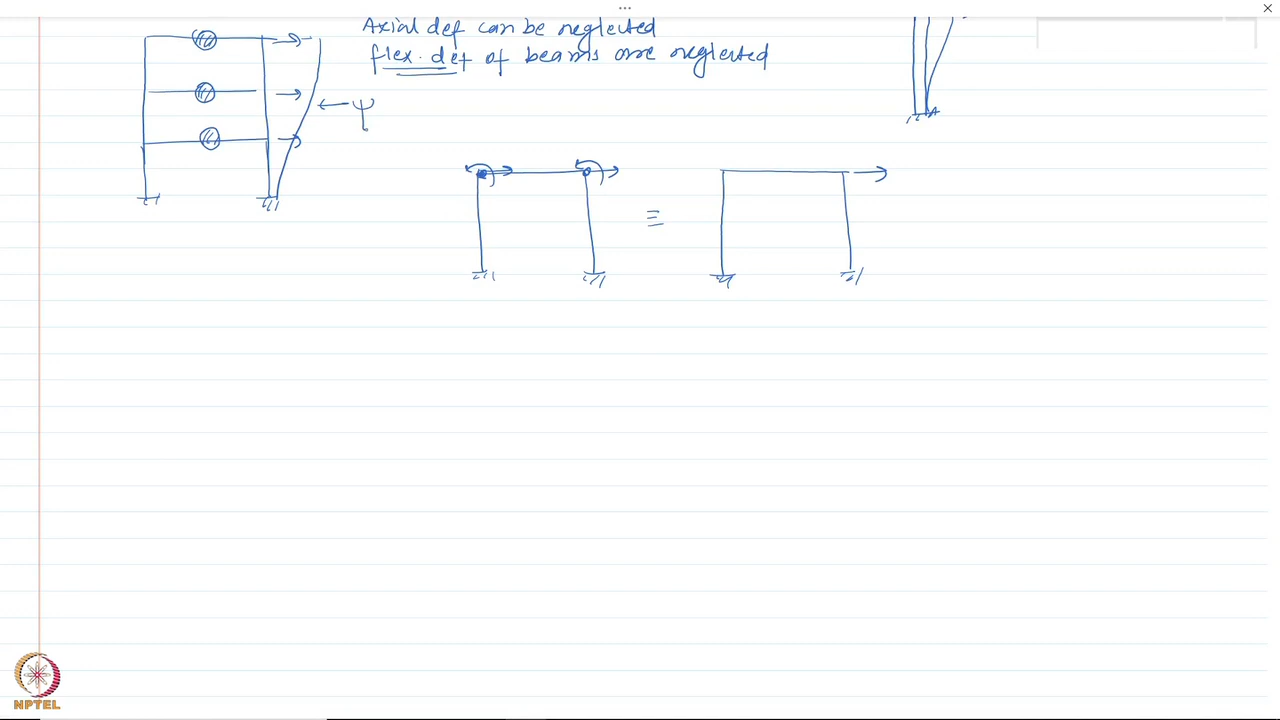 Axial def can be neglected
flex. def of beams are neglected
ψ
≡
A
NPTEL